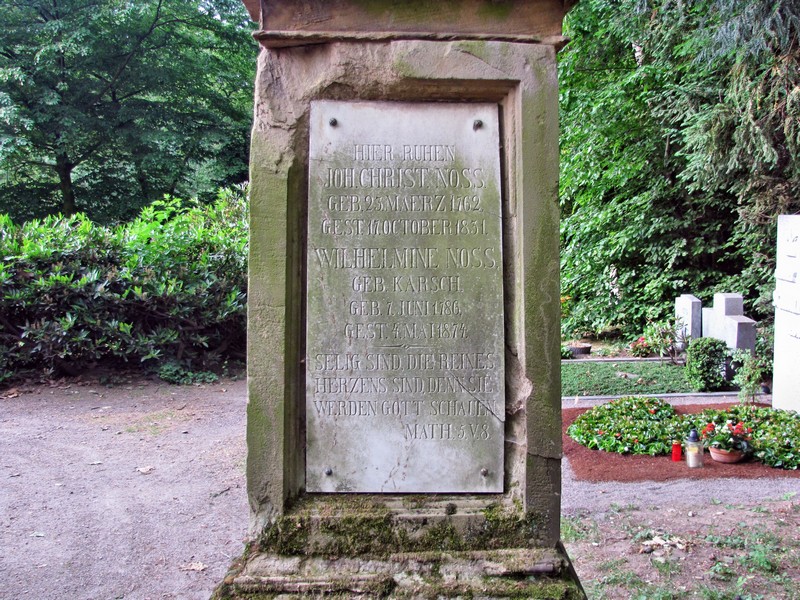 HIER RUHEN
JOH. CHRIST. NOSS
GEB. 25. MAERZ 1762.
GEST. 17. OCTOBER 1831.
WILHELMINE NOSS
GEB. KARSCH.
GEB. 7. JUNI 1786.
GEST. 4. MAI 1874.
SELIG SIND DIE REINES
HERZENS SIND, DENN SIE
WERDEN GOTT SCHAUEN
MATH. 5. V. 8.